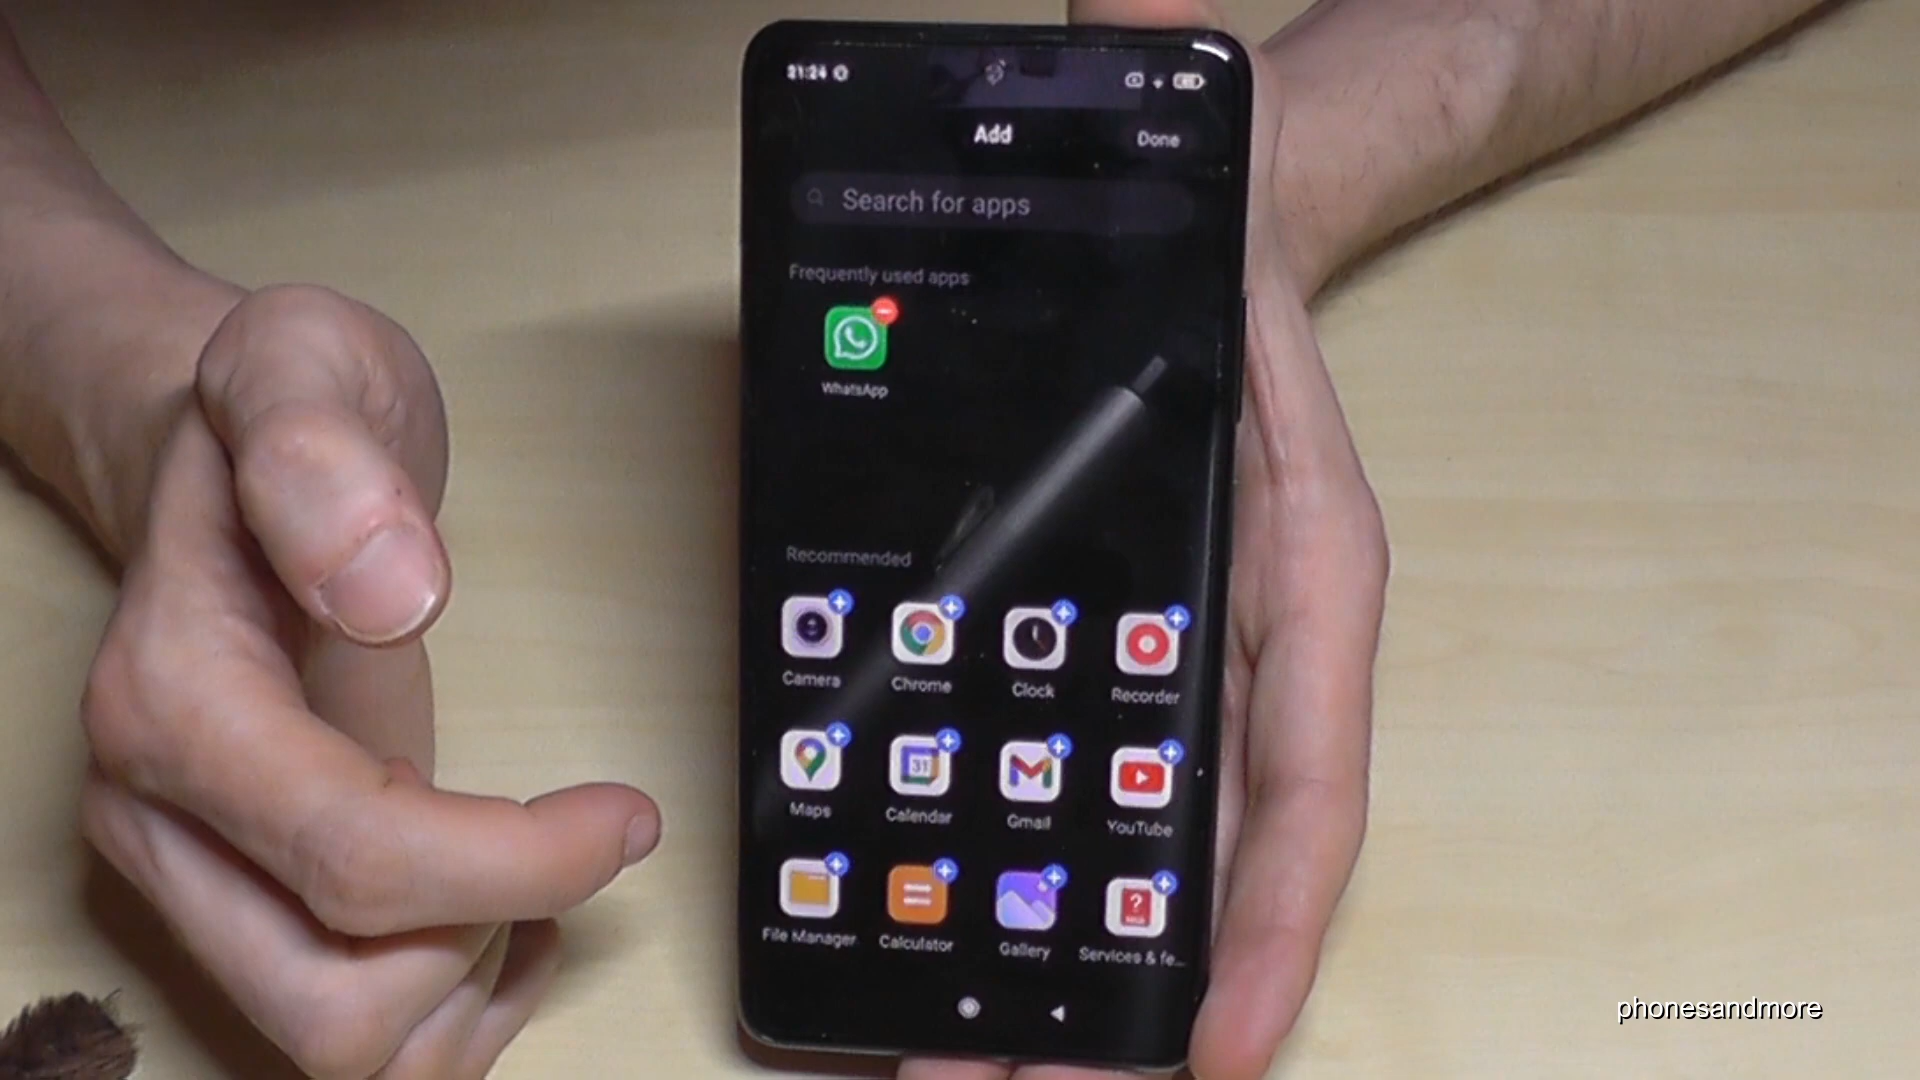 21:24
Add
Done
Search for apps
Frequently used apps
WhatsApp
Recommended
Camera
Chrome
Clock
Recorder
31
Maps
Calendar
Gmail
YouTube
?
File Manager
Calculator
Gallery
Services & fe...
phonesandmore